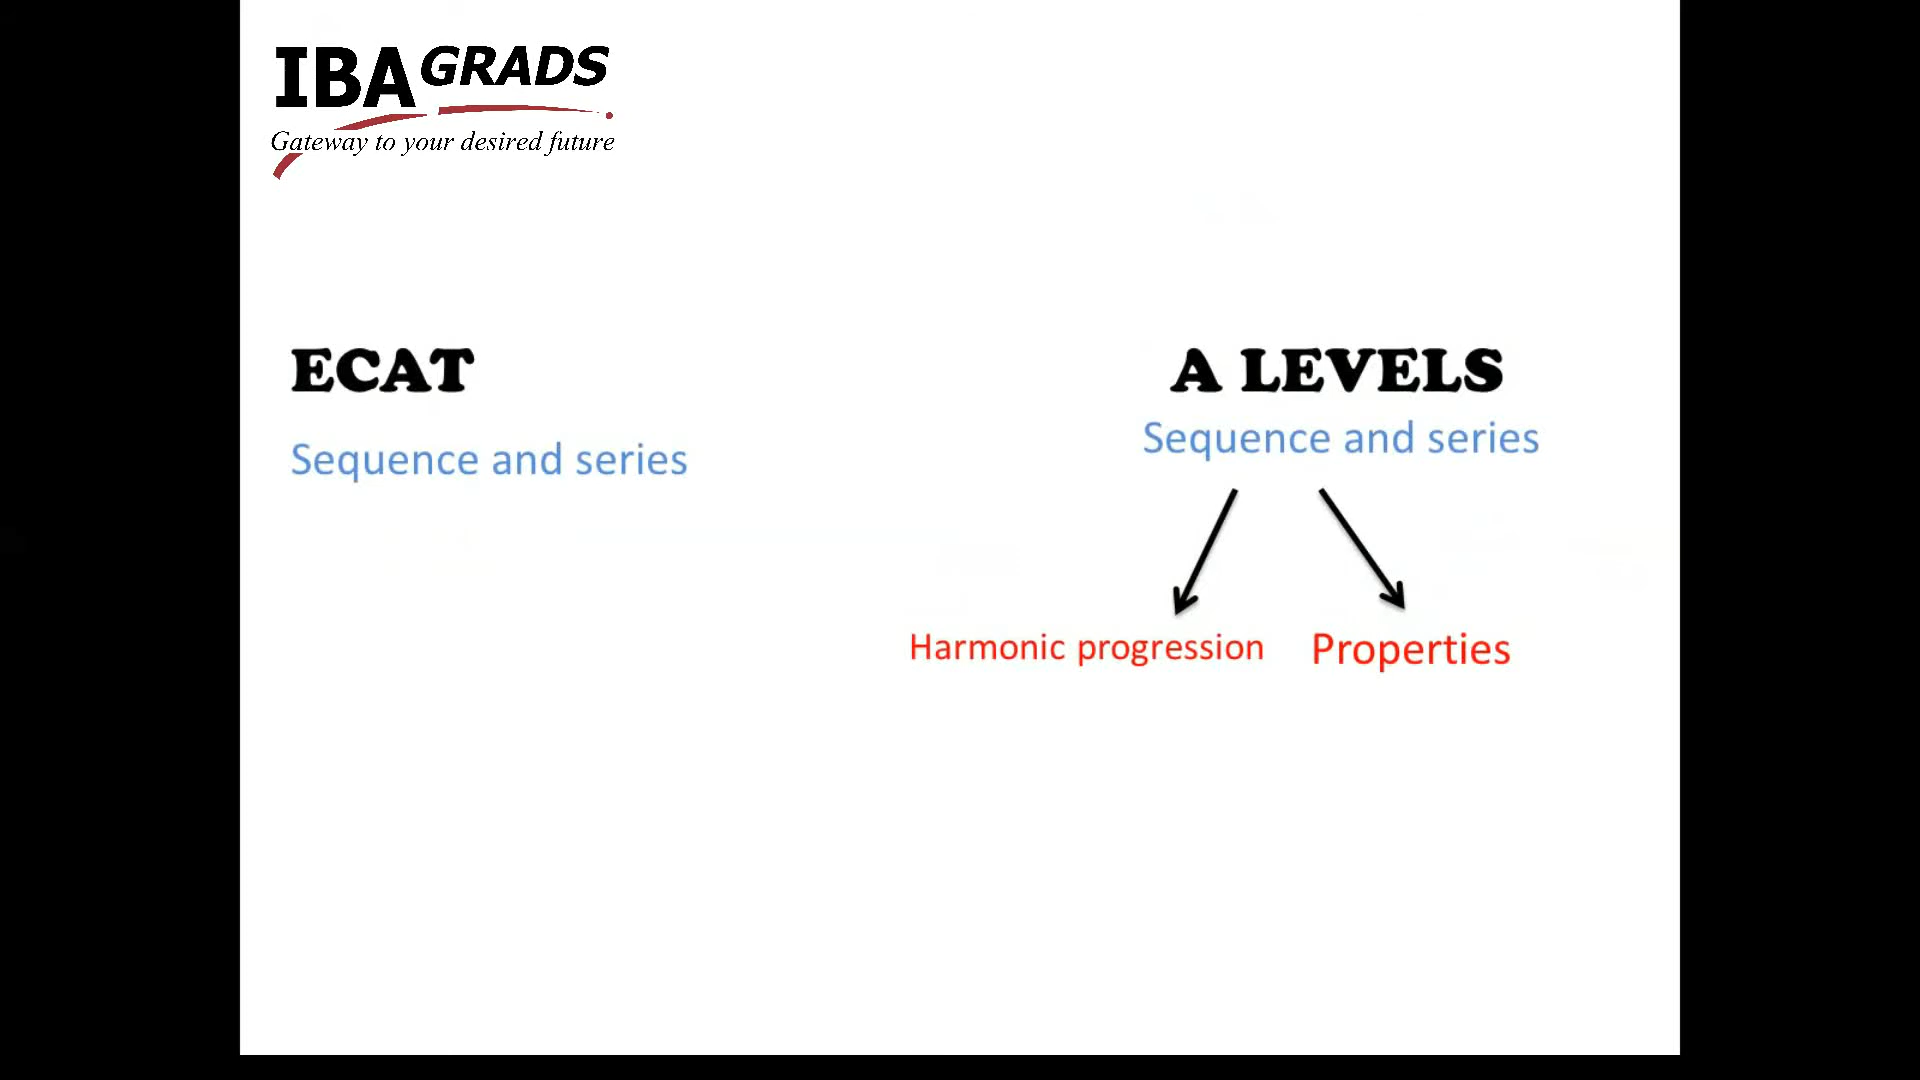 IBA GRADS
Gateway to your desired future
ECAT
Sequence and series
A LEVELS
Sequence and series
Harmonic progression
Properties